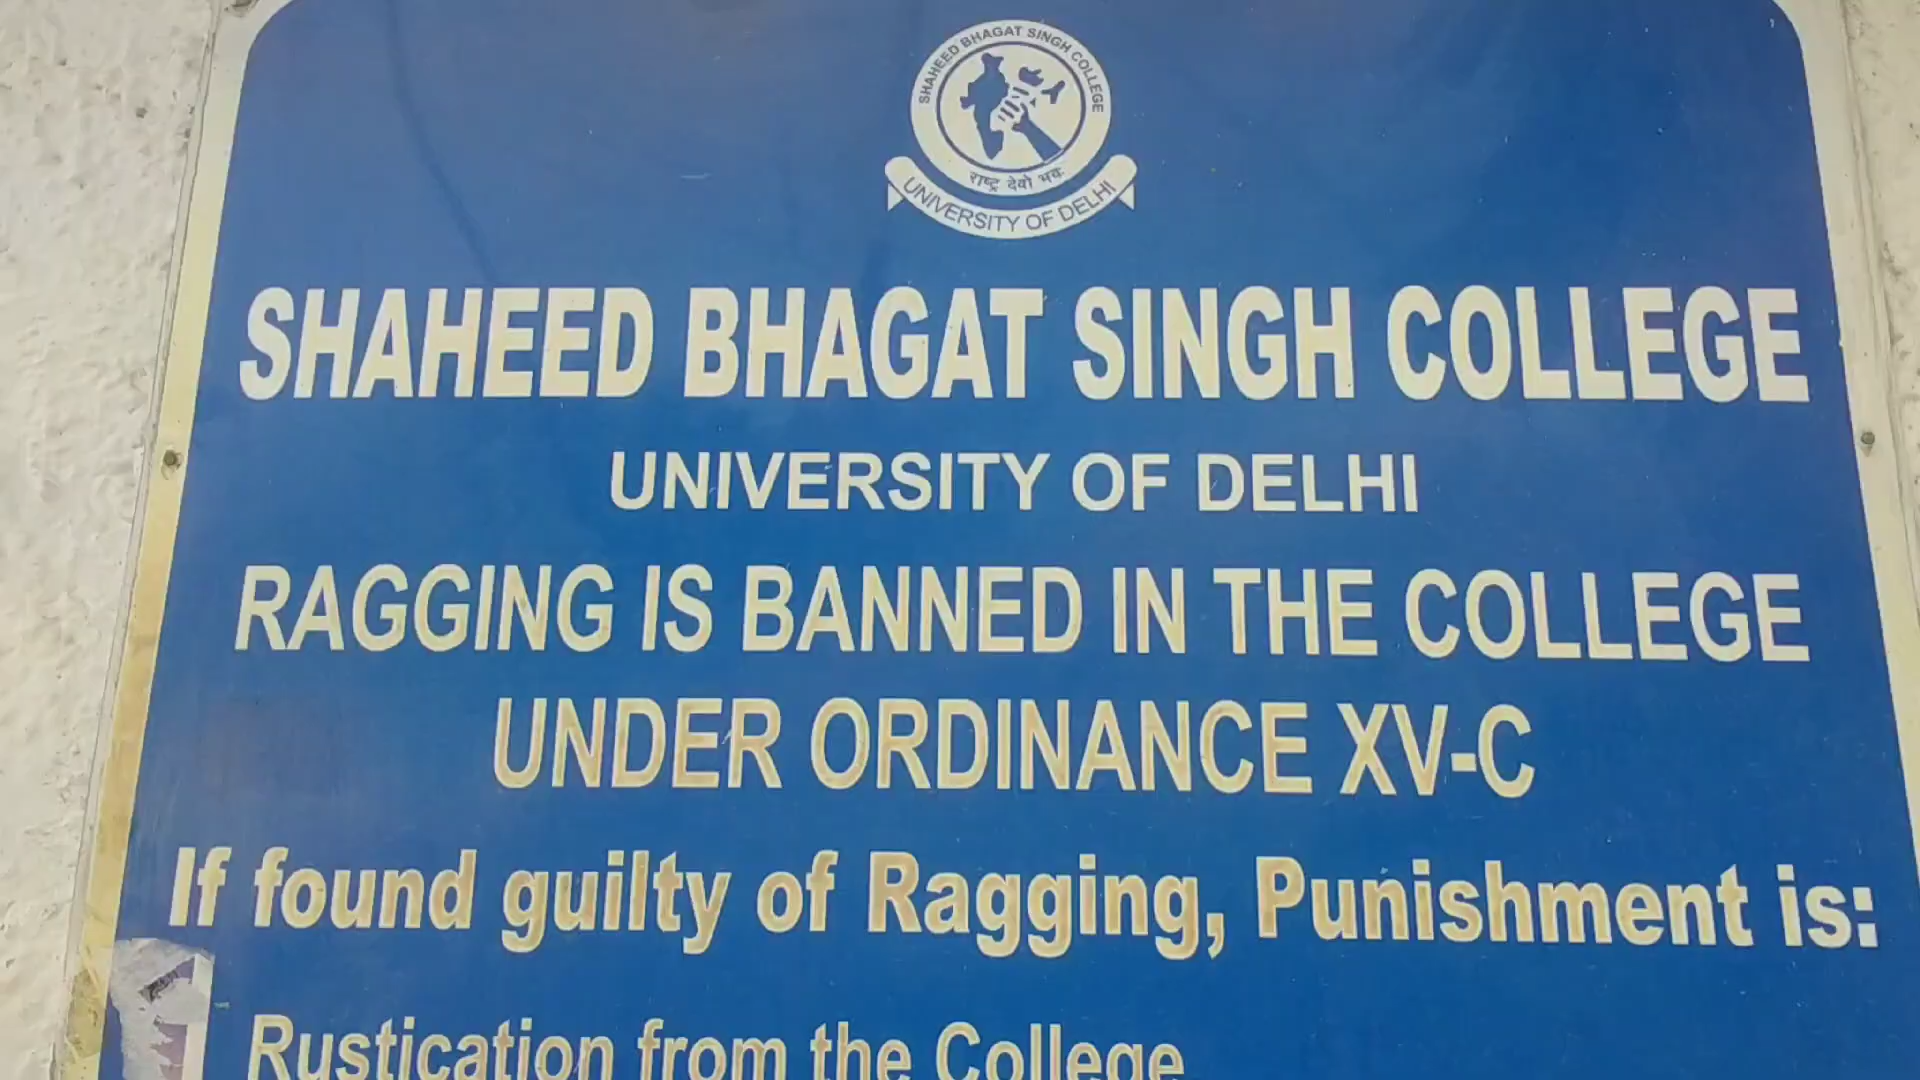 SHAHEED BHAGAT SINGH COLLEGE
राष्ट्र देवो भवः
UNIVERSITY OF DELHI
SHAHEED BHAGAT SINGH COLLEGE
UNIVERSITY OF DELHI
RAGGING IS BANNED IN THE COLLEGE
UNDER ORDINANCE XV-C
If found guilty of Ragging, Punishment is:
Rustication from the College